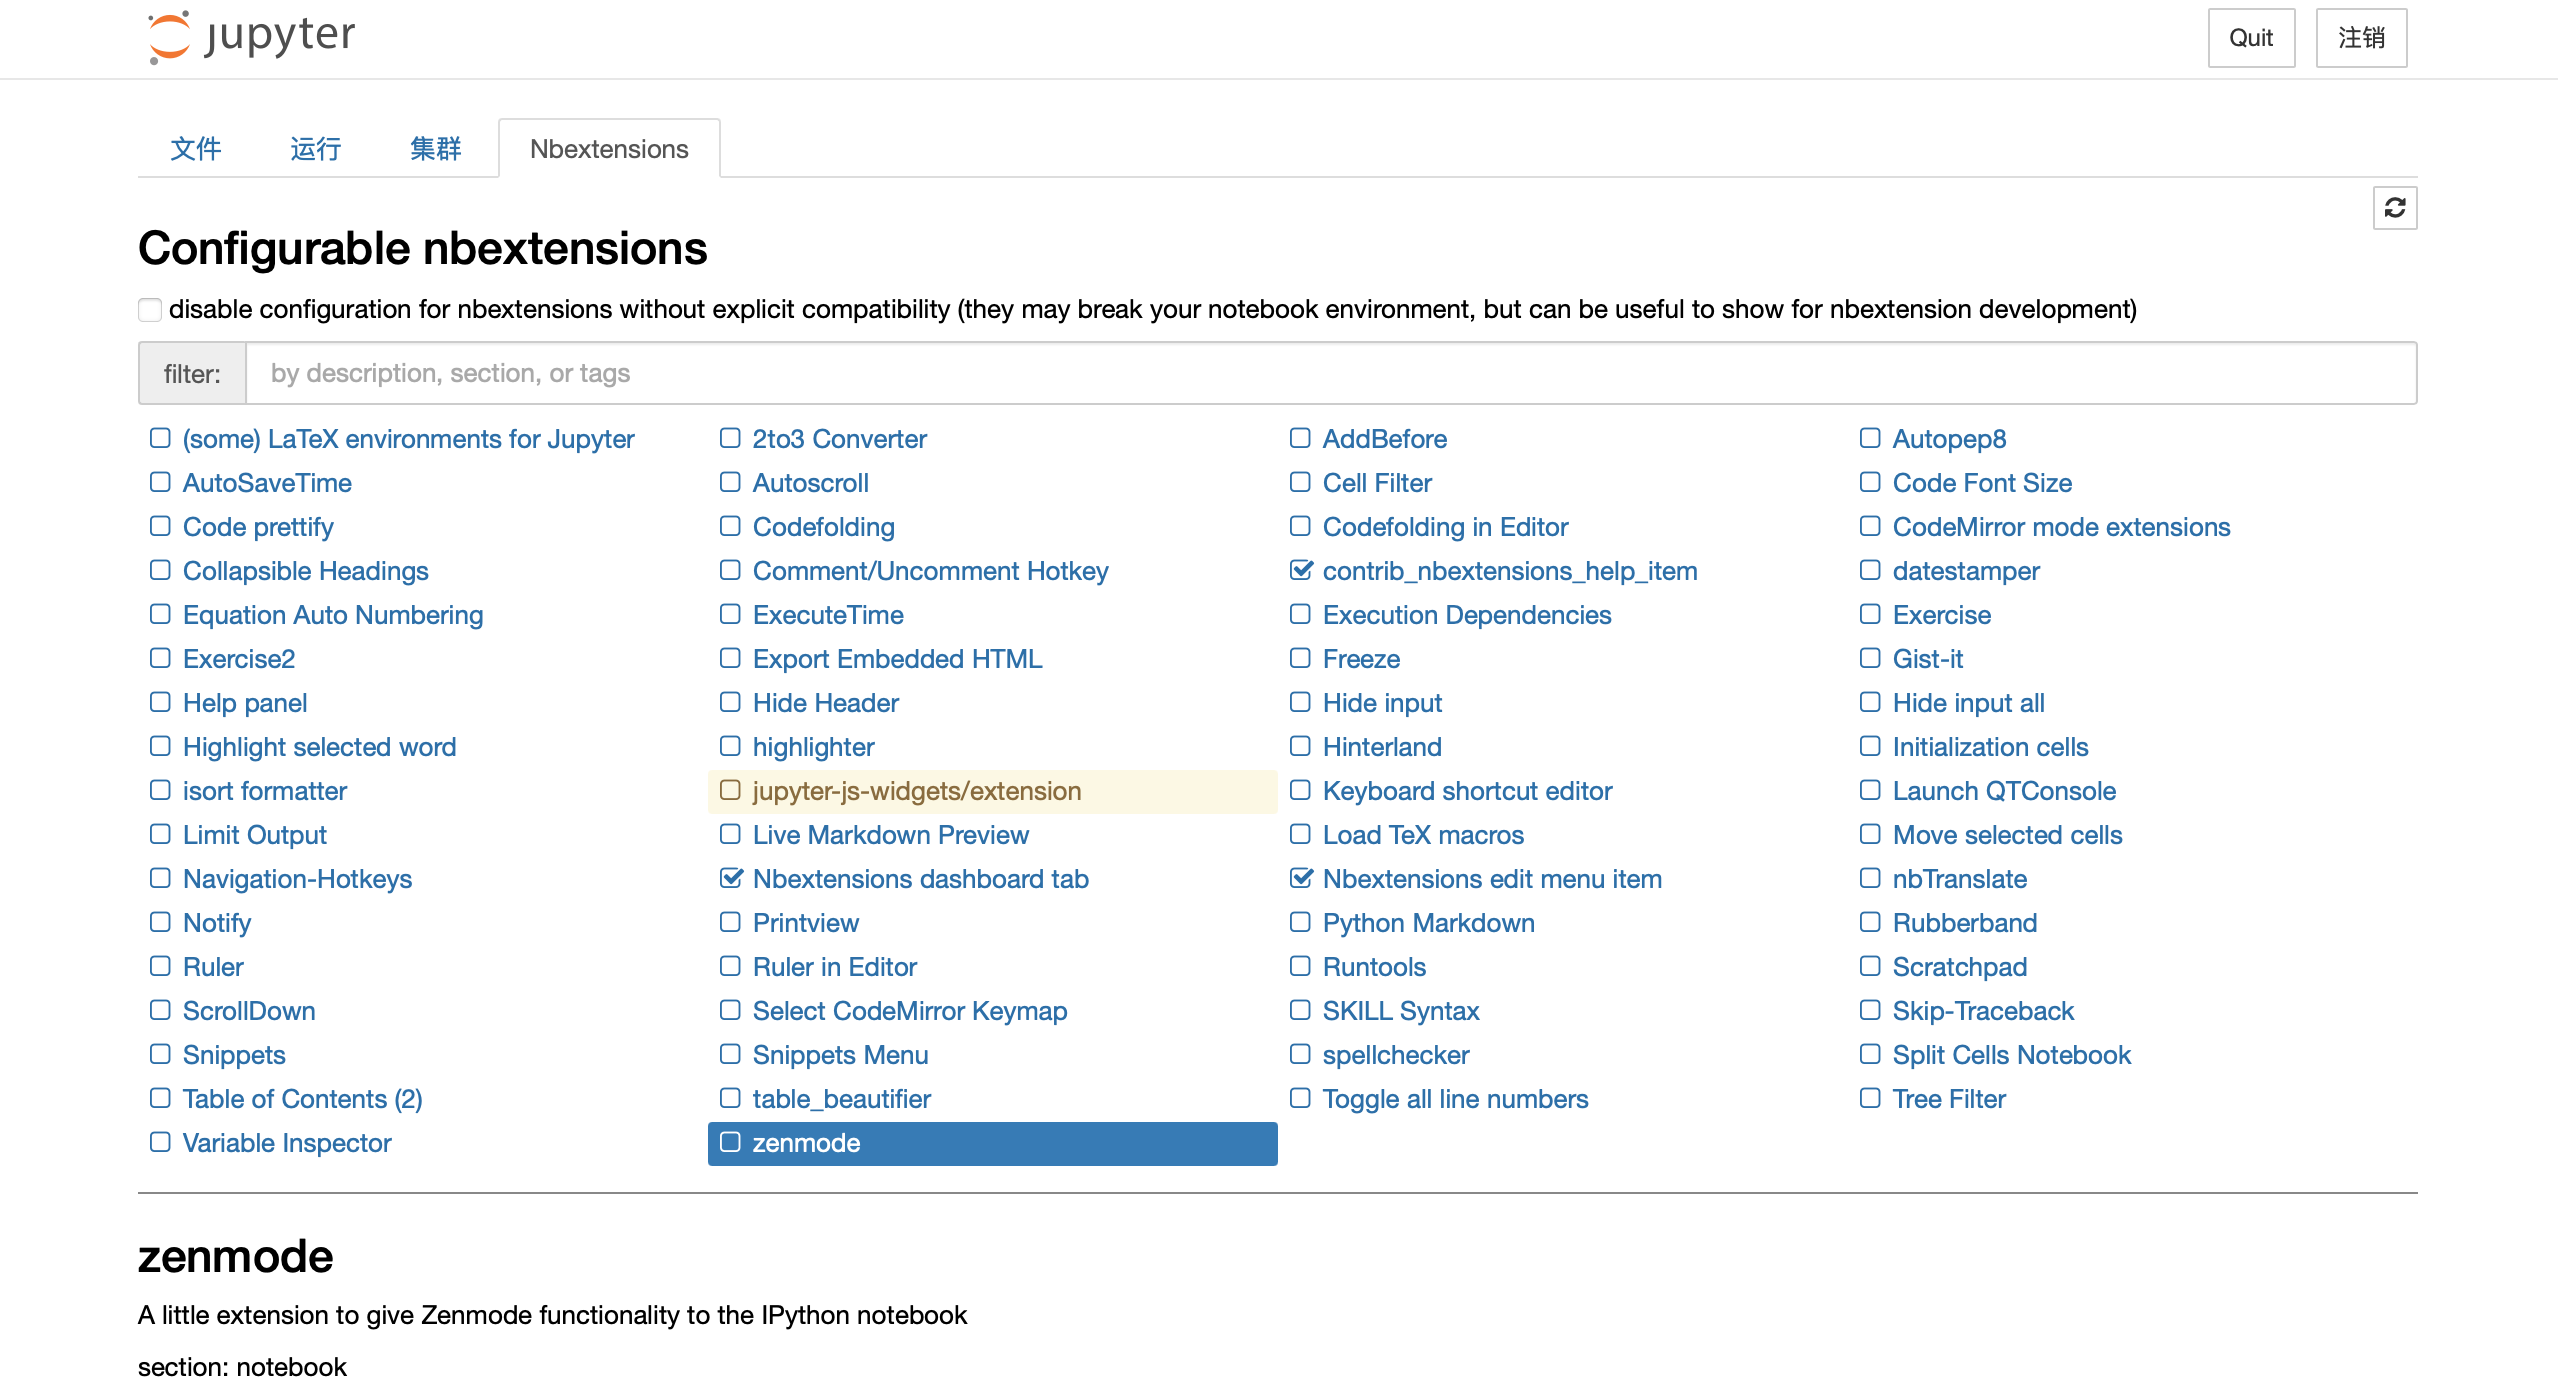 jupyter
Quit 注销
文件 运行 集群 Nbextensions
Configurable nbextensions
disable configuration for nbextensions without explicit compatibility (they may break your notebook environment, but can be useful to show for nbextension development)
filter: by description, section, or tags
(some) LaTeX environments for Jupyter 2to3 Converter AddBefore Autopep8
AutoSaveTime Autoscroll Cell Filter Code Font Size
Code prettify Codefolding Codefolding in Editor CodeMirror mode extensions
Collapsible Headings Comment/Uncomment Hotkey contrib_nbextensions_help_item datestamper
Equation Auto Numbering ExecuteTime Execution Dependencies Exercise
Exercise2 Export Embedded HTML Freeze Gist-it
Help panel Hide Header Hide input Hide input all
Highlight selected word highlighter Hinterland Initialization cells
isort formatter jupyter-js-widgets/extension Keyboard shortcut editor Launch QTConsole
Limit Output Live Markdown Preview Load TeX macros Move selected cells
Navigation-Hotkeys Nbextensions dashboard tab Nbextensions edit menu item nbTranslate
Notify Printview Python Markdown Rubberband
Ruler Ruler in Editor Runtools Scratchpad
ScrollDown Select CodeMirror Keymap SKILL Syntax Skip-Traceback
Snippets Snippets Menu spellchecker Split Cells Notebook
Table of Contents (2) table_beautifier Toggle all line numbers Tree Filter
Variable Inspector zenmode
zenmode
A little extension to give Zenmode functionality to the IPython notebook
section: notebook